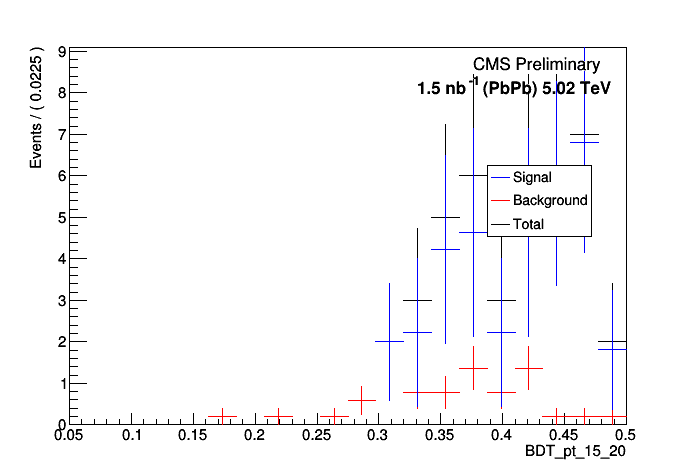 CMS Preliminary
1.5 nb-1 (PbPb) 5.02 TeV
Events / ( 0.0225 )
9
8
7
6
5
4
3
2
1
0
Signal
Background
Total
0.05 0.1 0.15 0.2 0.25 0.3 0.35 0.4 0.45 0.5
BDT_pt_15_20